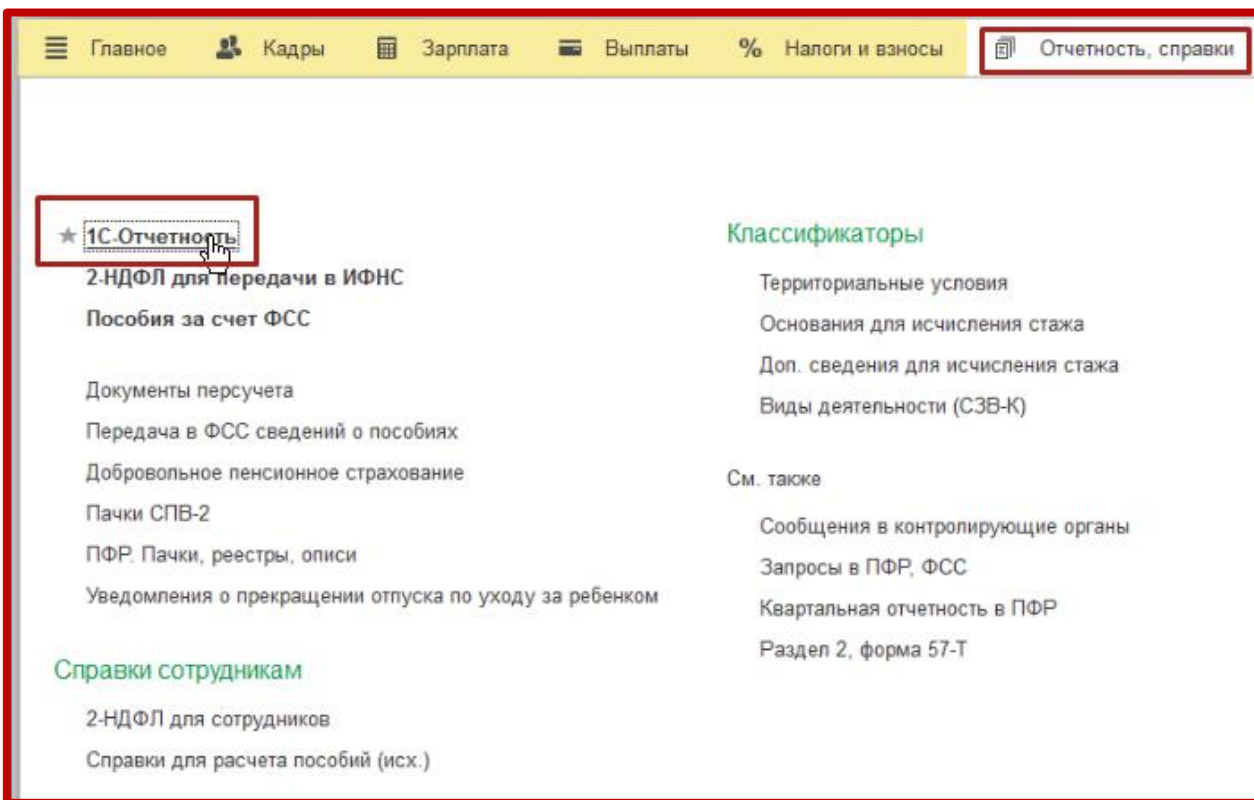 Главное Кадры Зарплата Выплаты % Налоги и взносы Отчетность, справки
1С-Отчетность
2-НДФЛ для передачи в ИФНС
Пособия за счет ФСС
Документы персучета
Передача в ФСС сведений о пособиях
Добровольное пенсионное страхование
Пачки СПВ-2
ПФР. Пачки, реестры, описи
Уведомления о прекращении отпуска по уходу за ребенком
Справки сотрудникам
2-НДФЛ для сотрудников
Справки для расчета пособий (исх.)
Классификаторы
Территориальные условия
Основания для исчисления стажа
Доп. сведения для исчисления стажа
Виды деятельности (СЗВ-К)
См. также
Сообщения в контролирующие органы
Запросы в ПФР, ФСС
Квартальная отчетность в ПФР
Раздел 2, форма 57-Т